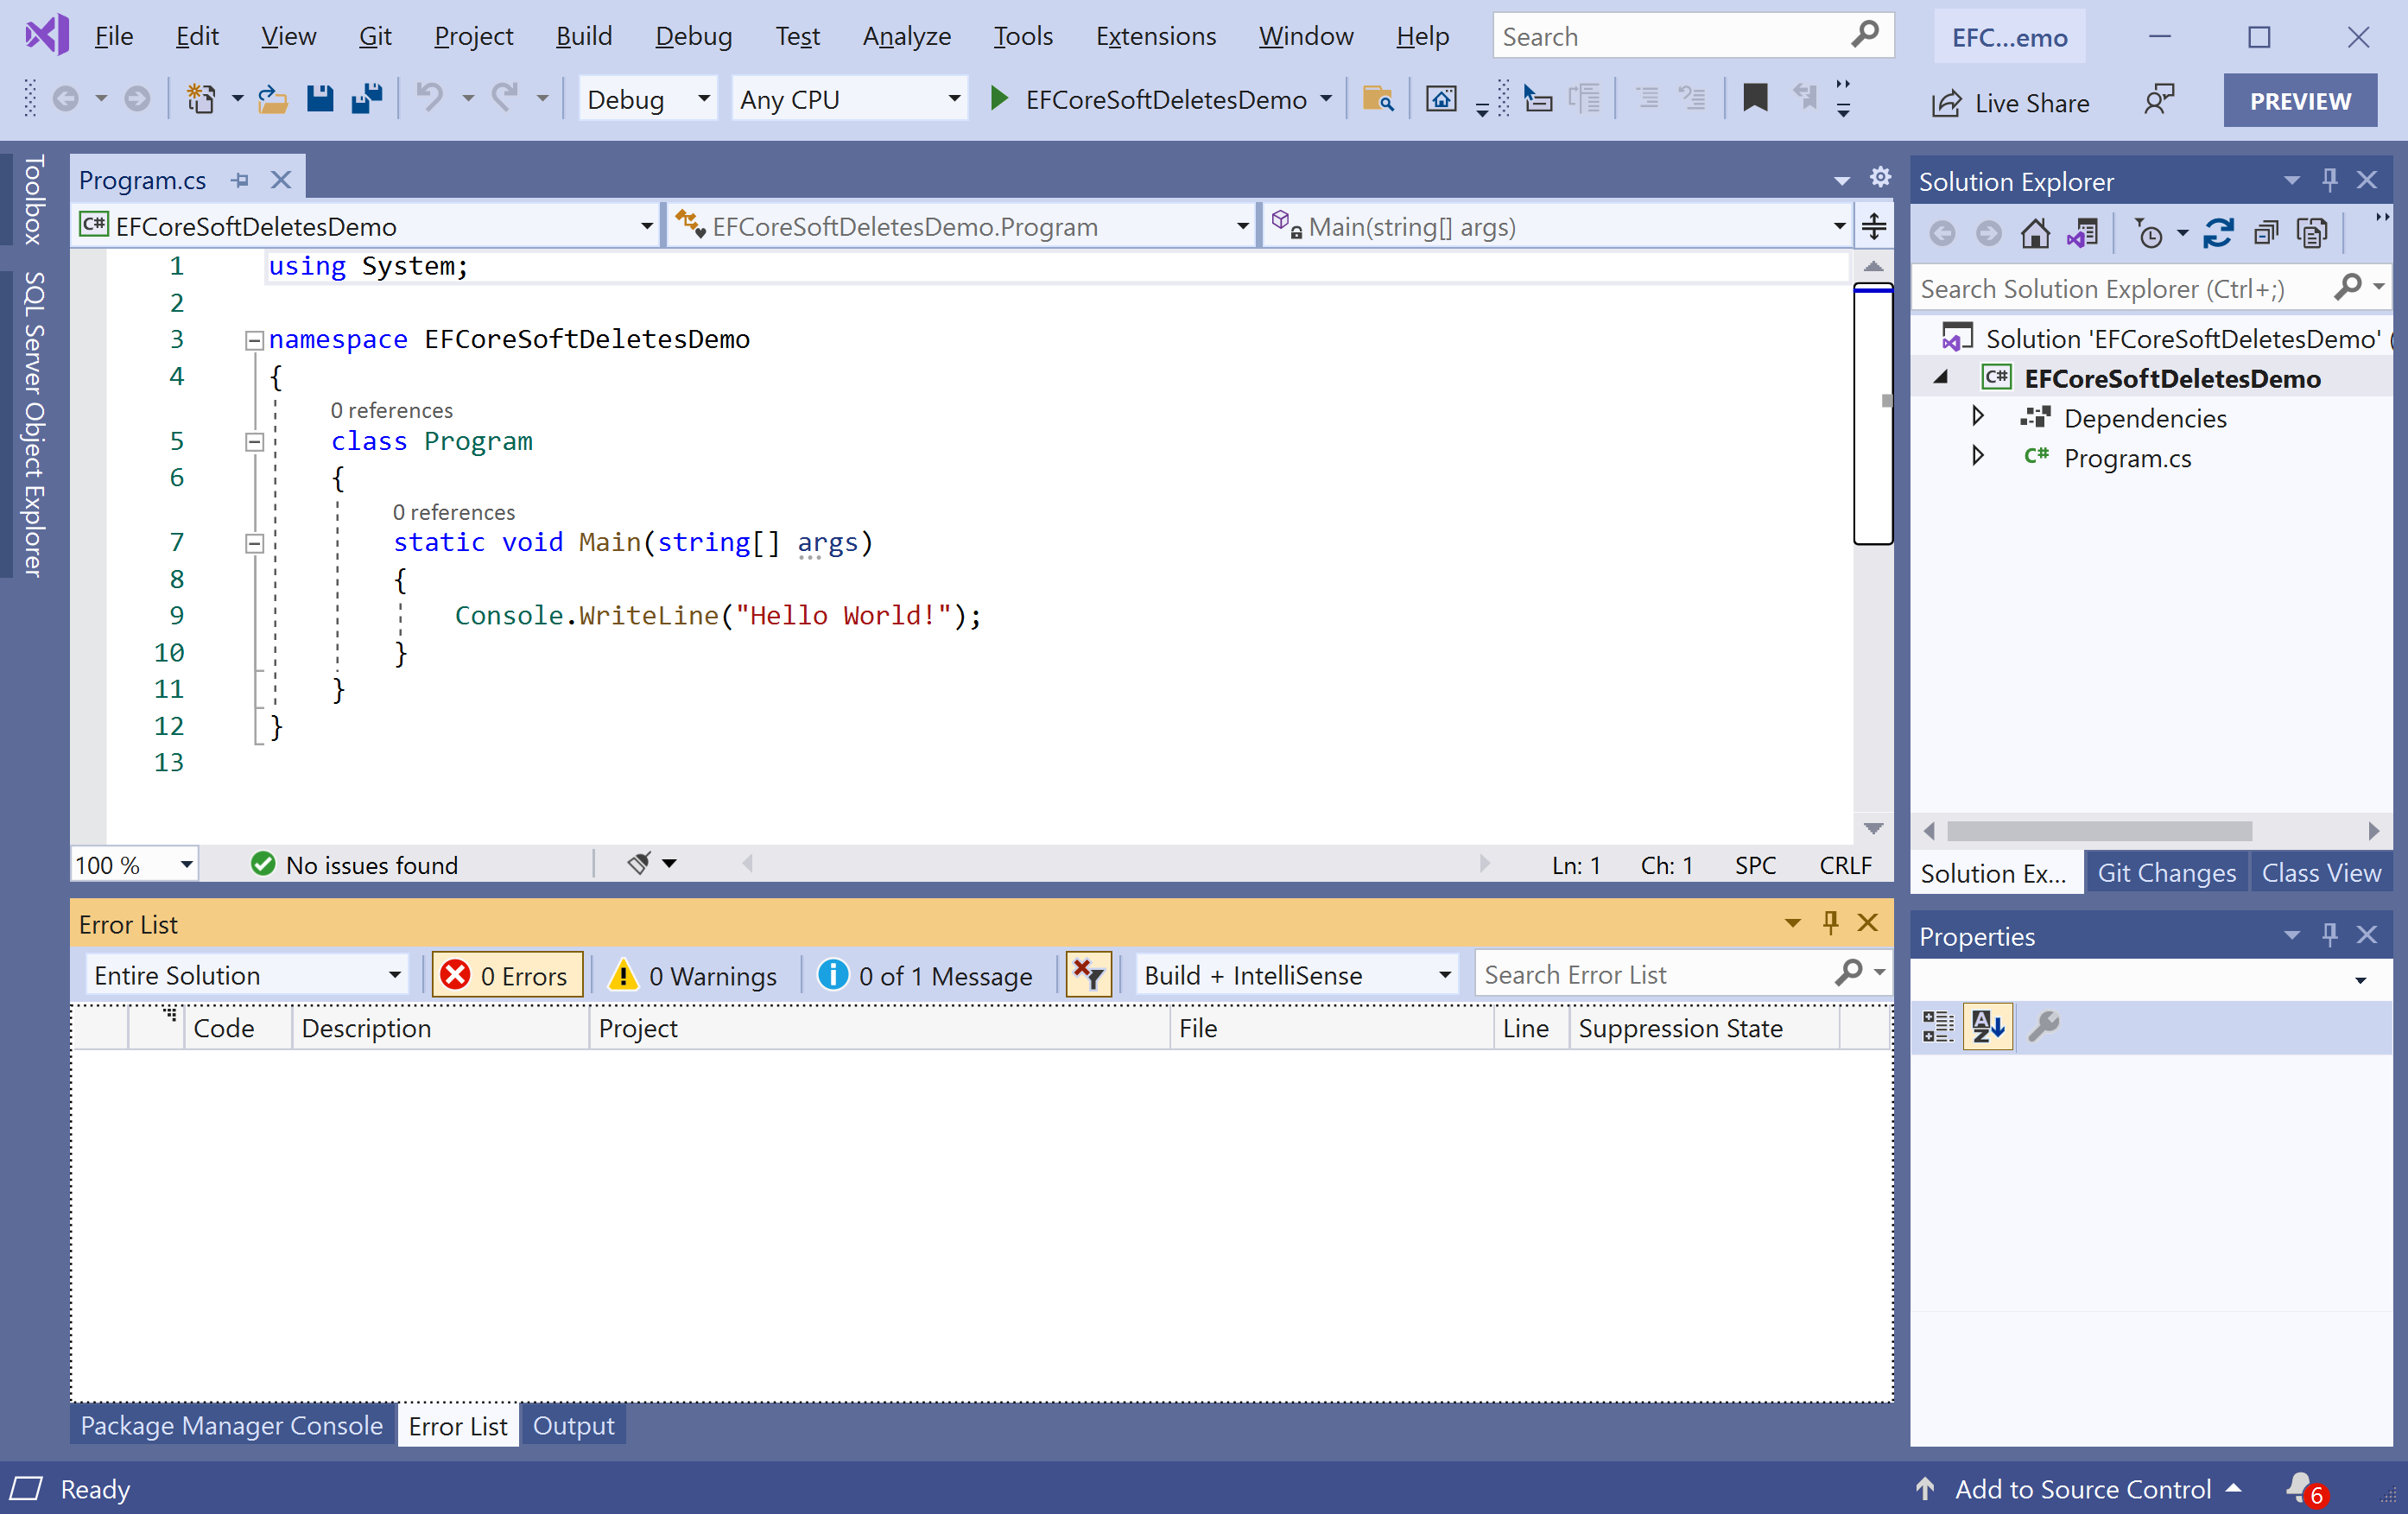 File Edit View Git Project Build Debug Test Analyze Tools Extensions Window Help Search EFC...emo
Debug Any CPU EFCoreSoftDeletesDemo Live Share PREVIEW
Toolbox
SQL Server Object Explorer
Program.cs
C# EFCoreSoftDeletesDemo EFCoreSoftDeletesDemo.Program Main(string[] args)
1 using System;
2
3 namespace EFCoreSoftDeletesDemo
4 {
0 references
5 class Program
6 {
0 references
7 static void Main(string[] args)
8 {
9 Console.WriteLine("Hello World!");
10 }
11 }
12 }
13
100 % No issues found Ln: 1 Ch: 1 SPC CRLF
Solution Explorer
Search Solution Explorer (Ctrl+;)
Solution 'EFCoreSoftDeletesDemo' (
C# EFCoreSoftDeletesDemo
Dependencies
C# Program.cs
Solution Ex... Git Changes Class View
Error List
Entire Solution 0 Errors 0 Warnings 0 of 1 Message Build + IntelliSense Search Error List
Code Description Project File Line Suppression State
Package Manager Console Error List Output
Properties
Ready Add to Source Control 6